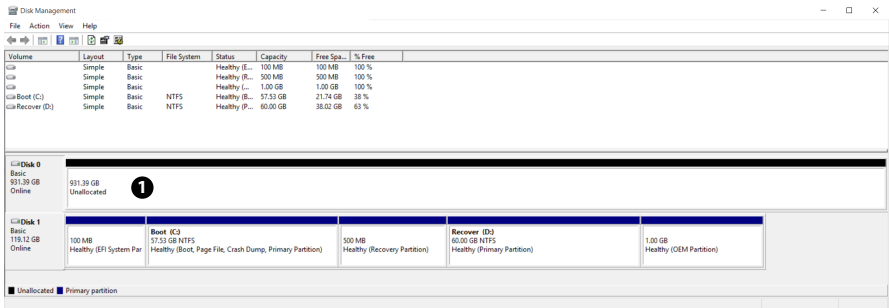 Disk Management
File Action View Help
Volume Layout Type File System Status Capacity Free Spa... % Free
Simple Basic Healthy (E... 100 MB 100 MB 100 %
Simple Basic Healthy (R... 500 MB 500 MB 100 %
Simple Basic Healthy (... 1.00 GB 1.00 GB 100 %
Boot (C:) Simple Basic NTFS Healthy (B... 57.53 GB 21.74 GB 38 %
Recover (D:) Simple Basic NTFS Healthy (P... 60.00 GB 38.02 GB 63 %
Disk 0
Basic
931.39 GB
Online
931.39 GB
Unallocated
1
Disk 1
Basic
119.12 GB
Online
100 MB
Healthy (EFI System Par
Boot (C:)
57.53 GB NTFS
Healthy (Boot, Page File, Crash Dump, Primary Partition)
500 MB
Healthy (Recovery Partition)
Recover (D:)
60.00 GB NTFS
Healthy (Primary Partition)
1.00 GB
Healthy (OEM Partition)
Unallocated Primary partition